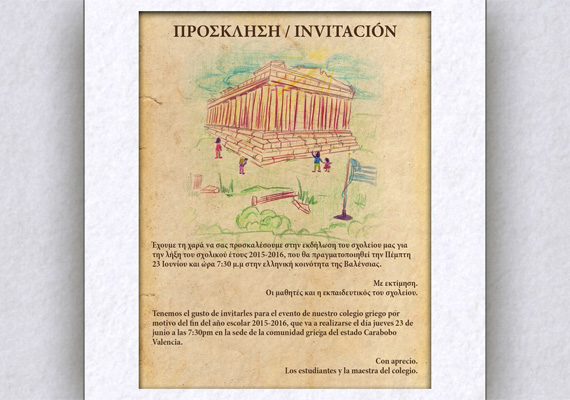 ΠΡΟΣΚΛΗΣΗ / INVITACIÓN
Έχουμε τη χαρά να σας προσκαλέσουμε στην εκδήλωση του σχολείου μας για
την λήξη του σχολικού έτους 2015-2016, που θα πραγματοποιηθεί την Πέμπτη
23 Ιουνίου και ώρα 7:30 μ.μ στην ελληνική κοινότητα της Βαλένσιας.
Με εκτίμηση.
Οι μαθητές και η εκπαιδευτικός του σχολείου.
Tenemos el gusto de invitarles para el evento de nuestro colegio griego por
motivo del fin del año escolar 2015-2016, que va a realizarse el día jueves 23 de
junio a las 7:30pm en la sede de la comunidad griega del estado Carabobo
Valencia.
Con aprecio.
Los estudiantes y la maestra del colegio.